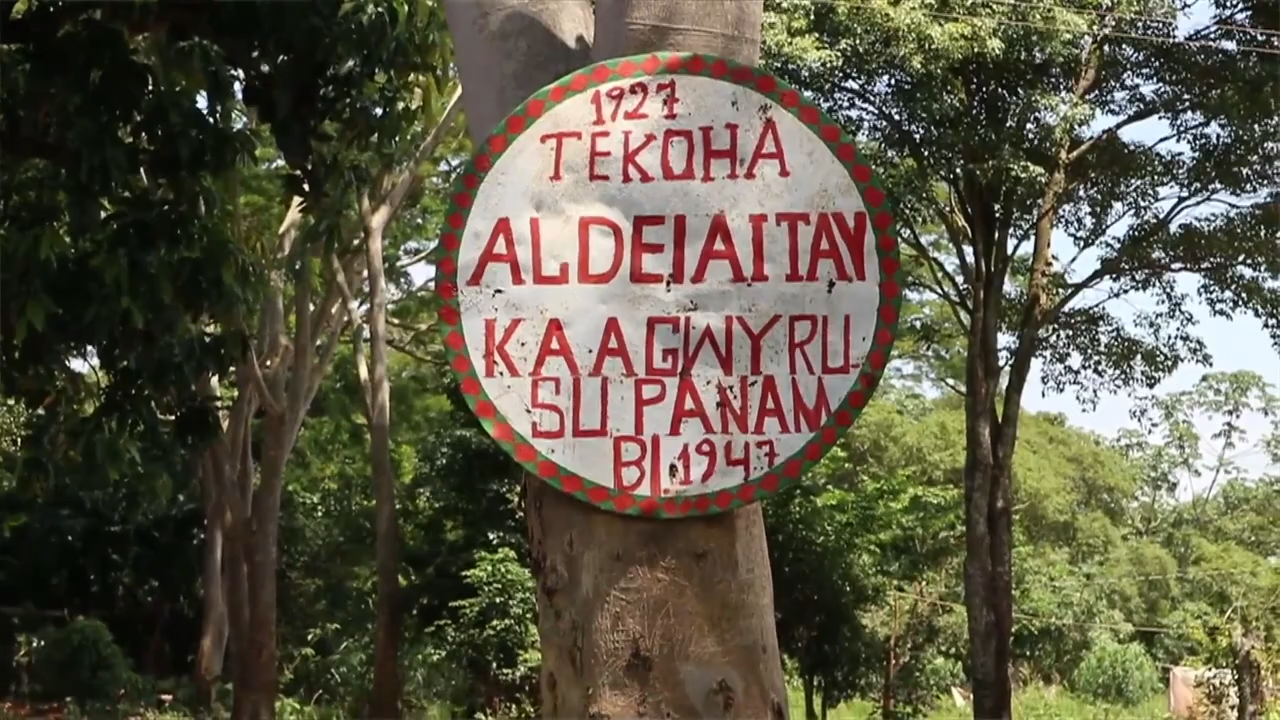 1927
TEKOHA
ALDEIAITAY
KAAGWYRU
SU PANAM
BI.1947